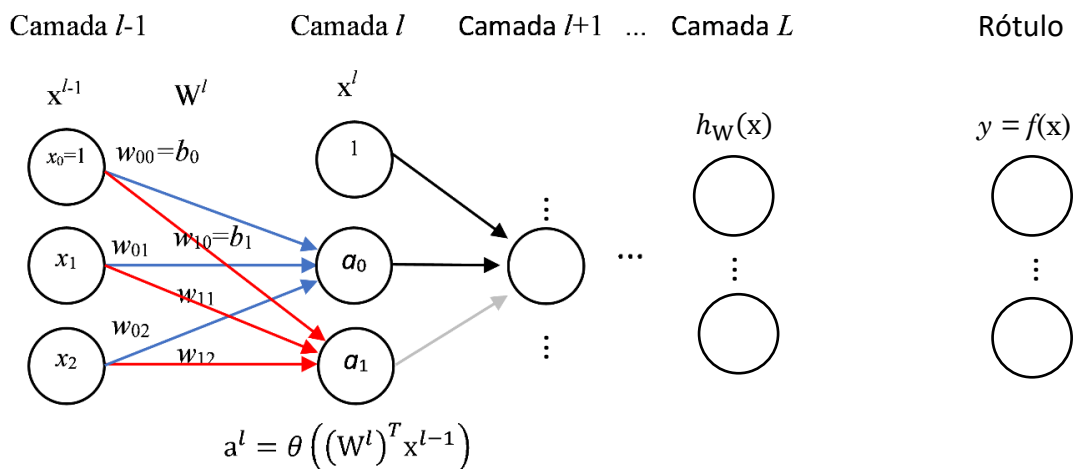 Camada l-1 Camada l Camada l+1 ... Camada L Rótulo
x^{l-1} W^l x^l
h_W(x) y = f(x)
x₀=1 w₀₀=b₀ 1
w₁₀=b₁ ⋮
x₁ w₀₁ a₀ ... ⋮ ⋮
w₁₁
w₀₂ ⋮
x₂ w₁₂ a₁
a^l = θ((W^l)^T x^{l-1})